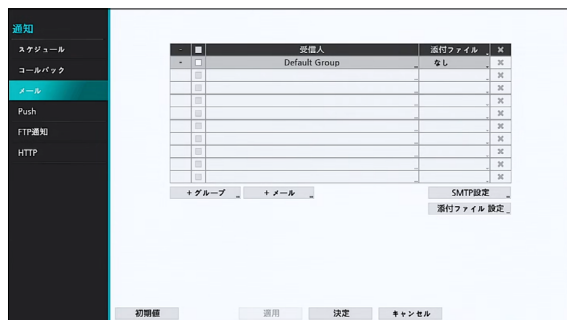 通知
スケジュール
コールバック
メール
Push
FTP通知
HTTP
- 受信人 添付ファイル ✖
- Default Group なし ✖
+ グループ + メール SMTP設定
添付ファイル 設定
初期値 適用 決定 キャンセル